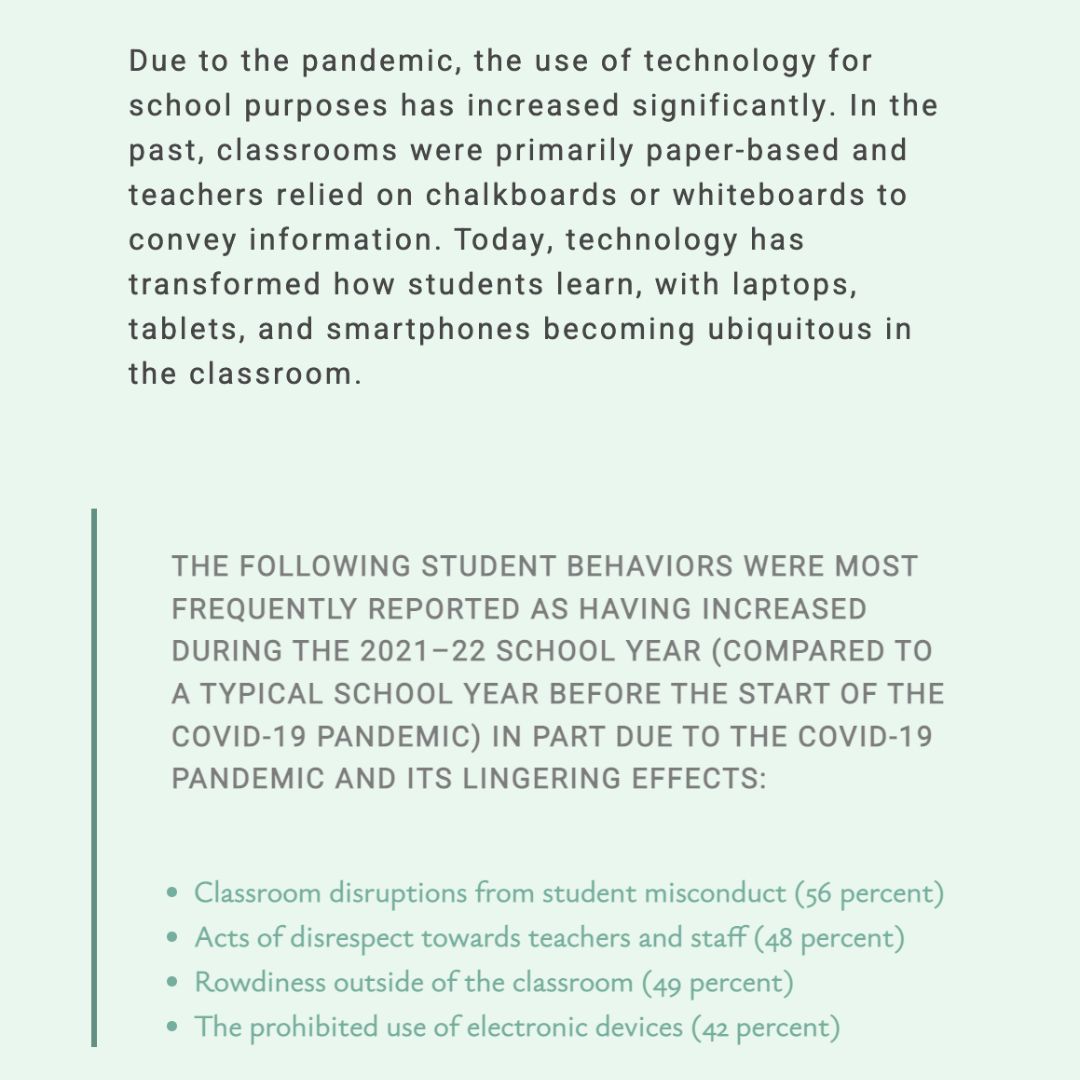 Due to the pandemic, the use of technology for
school purposes has increased significantly. In the
past, classrooms were primarily paper-based and
teachers relied on chalkboards or whiteboards to
convey information. Today, technology has
transformed how students learn, with laptops,
tablets, and smartphones becoming ubiquitous in
the classroom.
THE FOLLOWING STUDENT BEHAVIORS WERE MOST
FREQUENTLY REPORTED AS HAVING INCREASED
DURING THE 2021–22 SCHOOL YEAR (COMPARED TO
A TYPICAL SCHOOL YEAR BEFORE THE START OF THE
COVID-19 PANDEMIC) IN PART DUE TO THE COVID-19
PANDEMIC AND ITS LINGERING EFFECTS:
• Classroom disruptions from student misconduct (56 percent)
• Acts of disrespect towards teachers and staff (48 percent)
• Rowdiness outside of the classroom (49 percent)
• The prohibited use of electronic devices (42 percent)